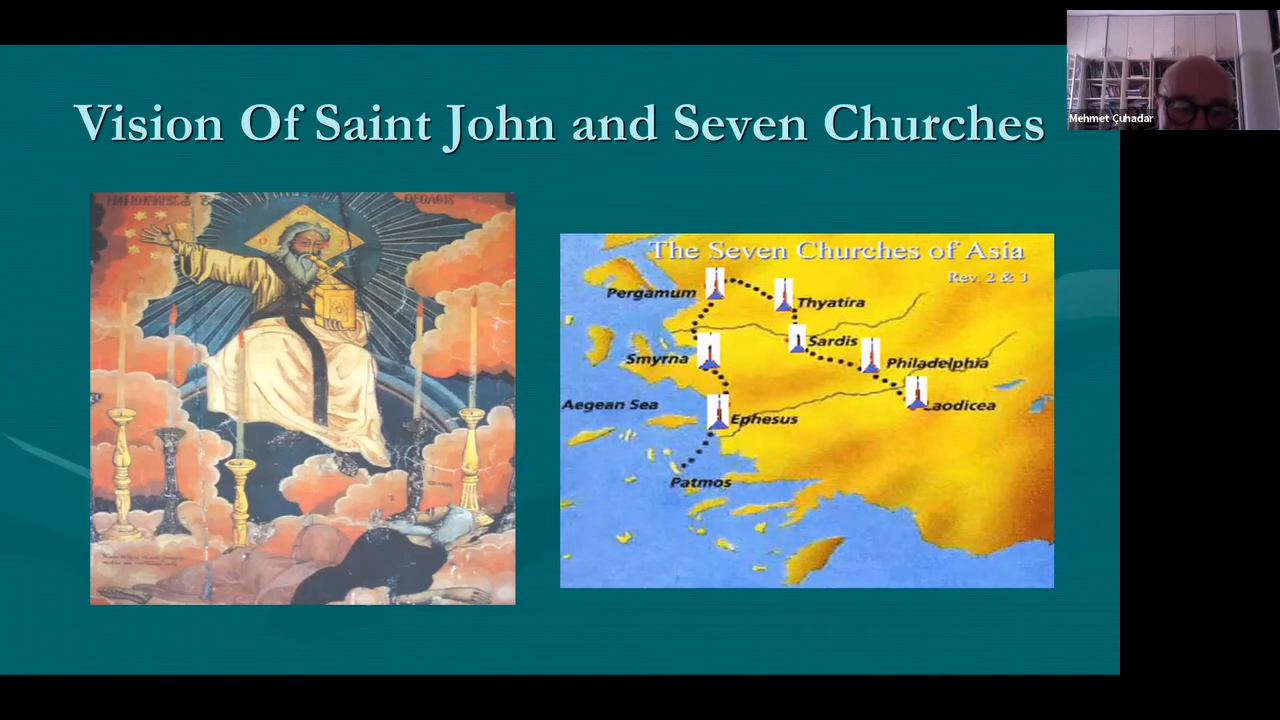 Vision Of Saint John and Seven Churches
Mehmet Çuhadar
The Seven Churches of Asia
Rev 2 & 3
Pergamum
Thyatira
Sardis
Smyrna
Philadelphia
Aegean Sea
Laodicea
Ephesus
Patmos